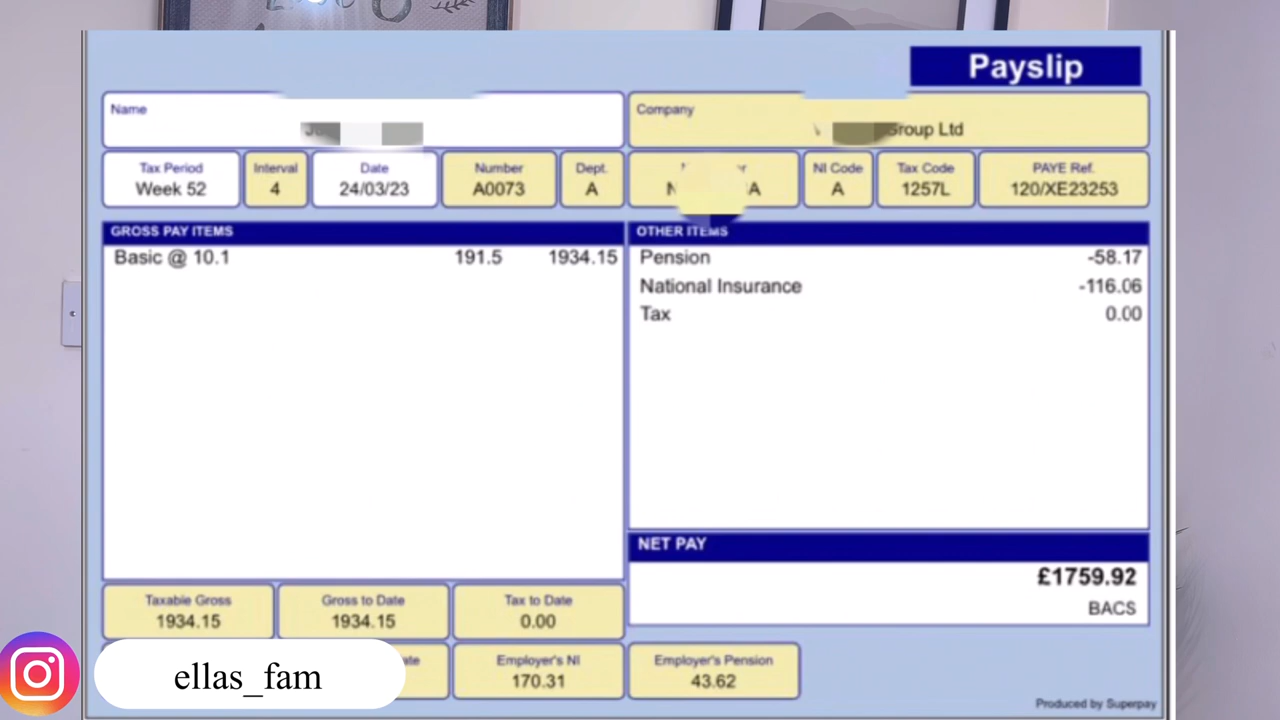 Payslip
Name
Company
Group Ltd
Tax Period
Interval
Date
Number
Dept.
NI Code
Tax Code
PAYE Ref.
Week 52
4
24/03/23
A0073
A
A
1257L
120/XE23253
GROSS PAY ITEMS
OTHER ITEMS
Basic @ 10.1 191.5 1934.15
Pension -58.17
National Insurance -116.06
Tax 0.00
NET PAY
£1759.92
BACS
Taxable Gross
Gross to Date
Tax to Date
1934.15
1934.15
0.00
Employer's NI
Employer's Pension
170.31
43.62
ellas_fam
Produced by Superpay